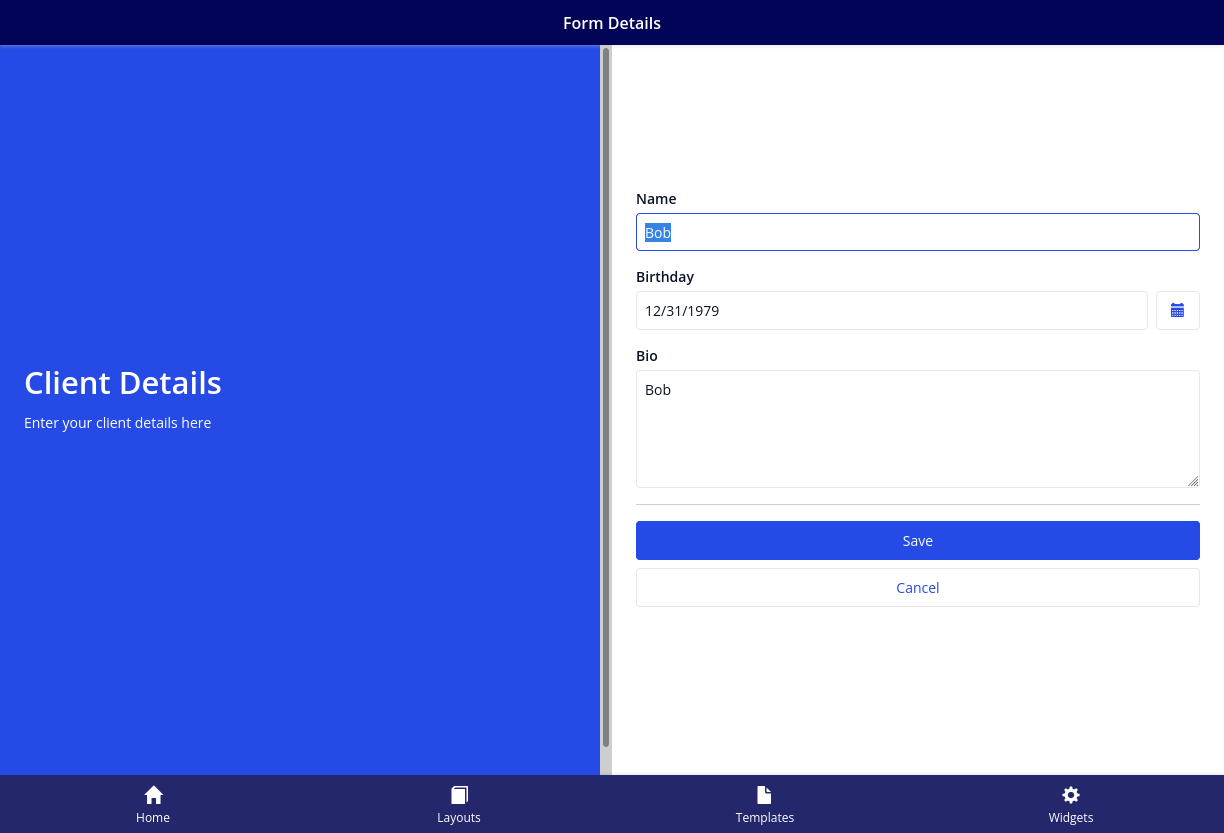 Form Details
Client Details
Enter your client details here
Name
Bob
Birthday
12/31/1979
Bio
Bob
Save
Cancel
Home
Layouts
Templates
Widgets